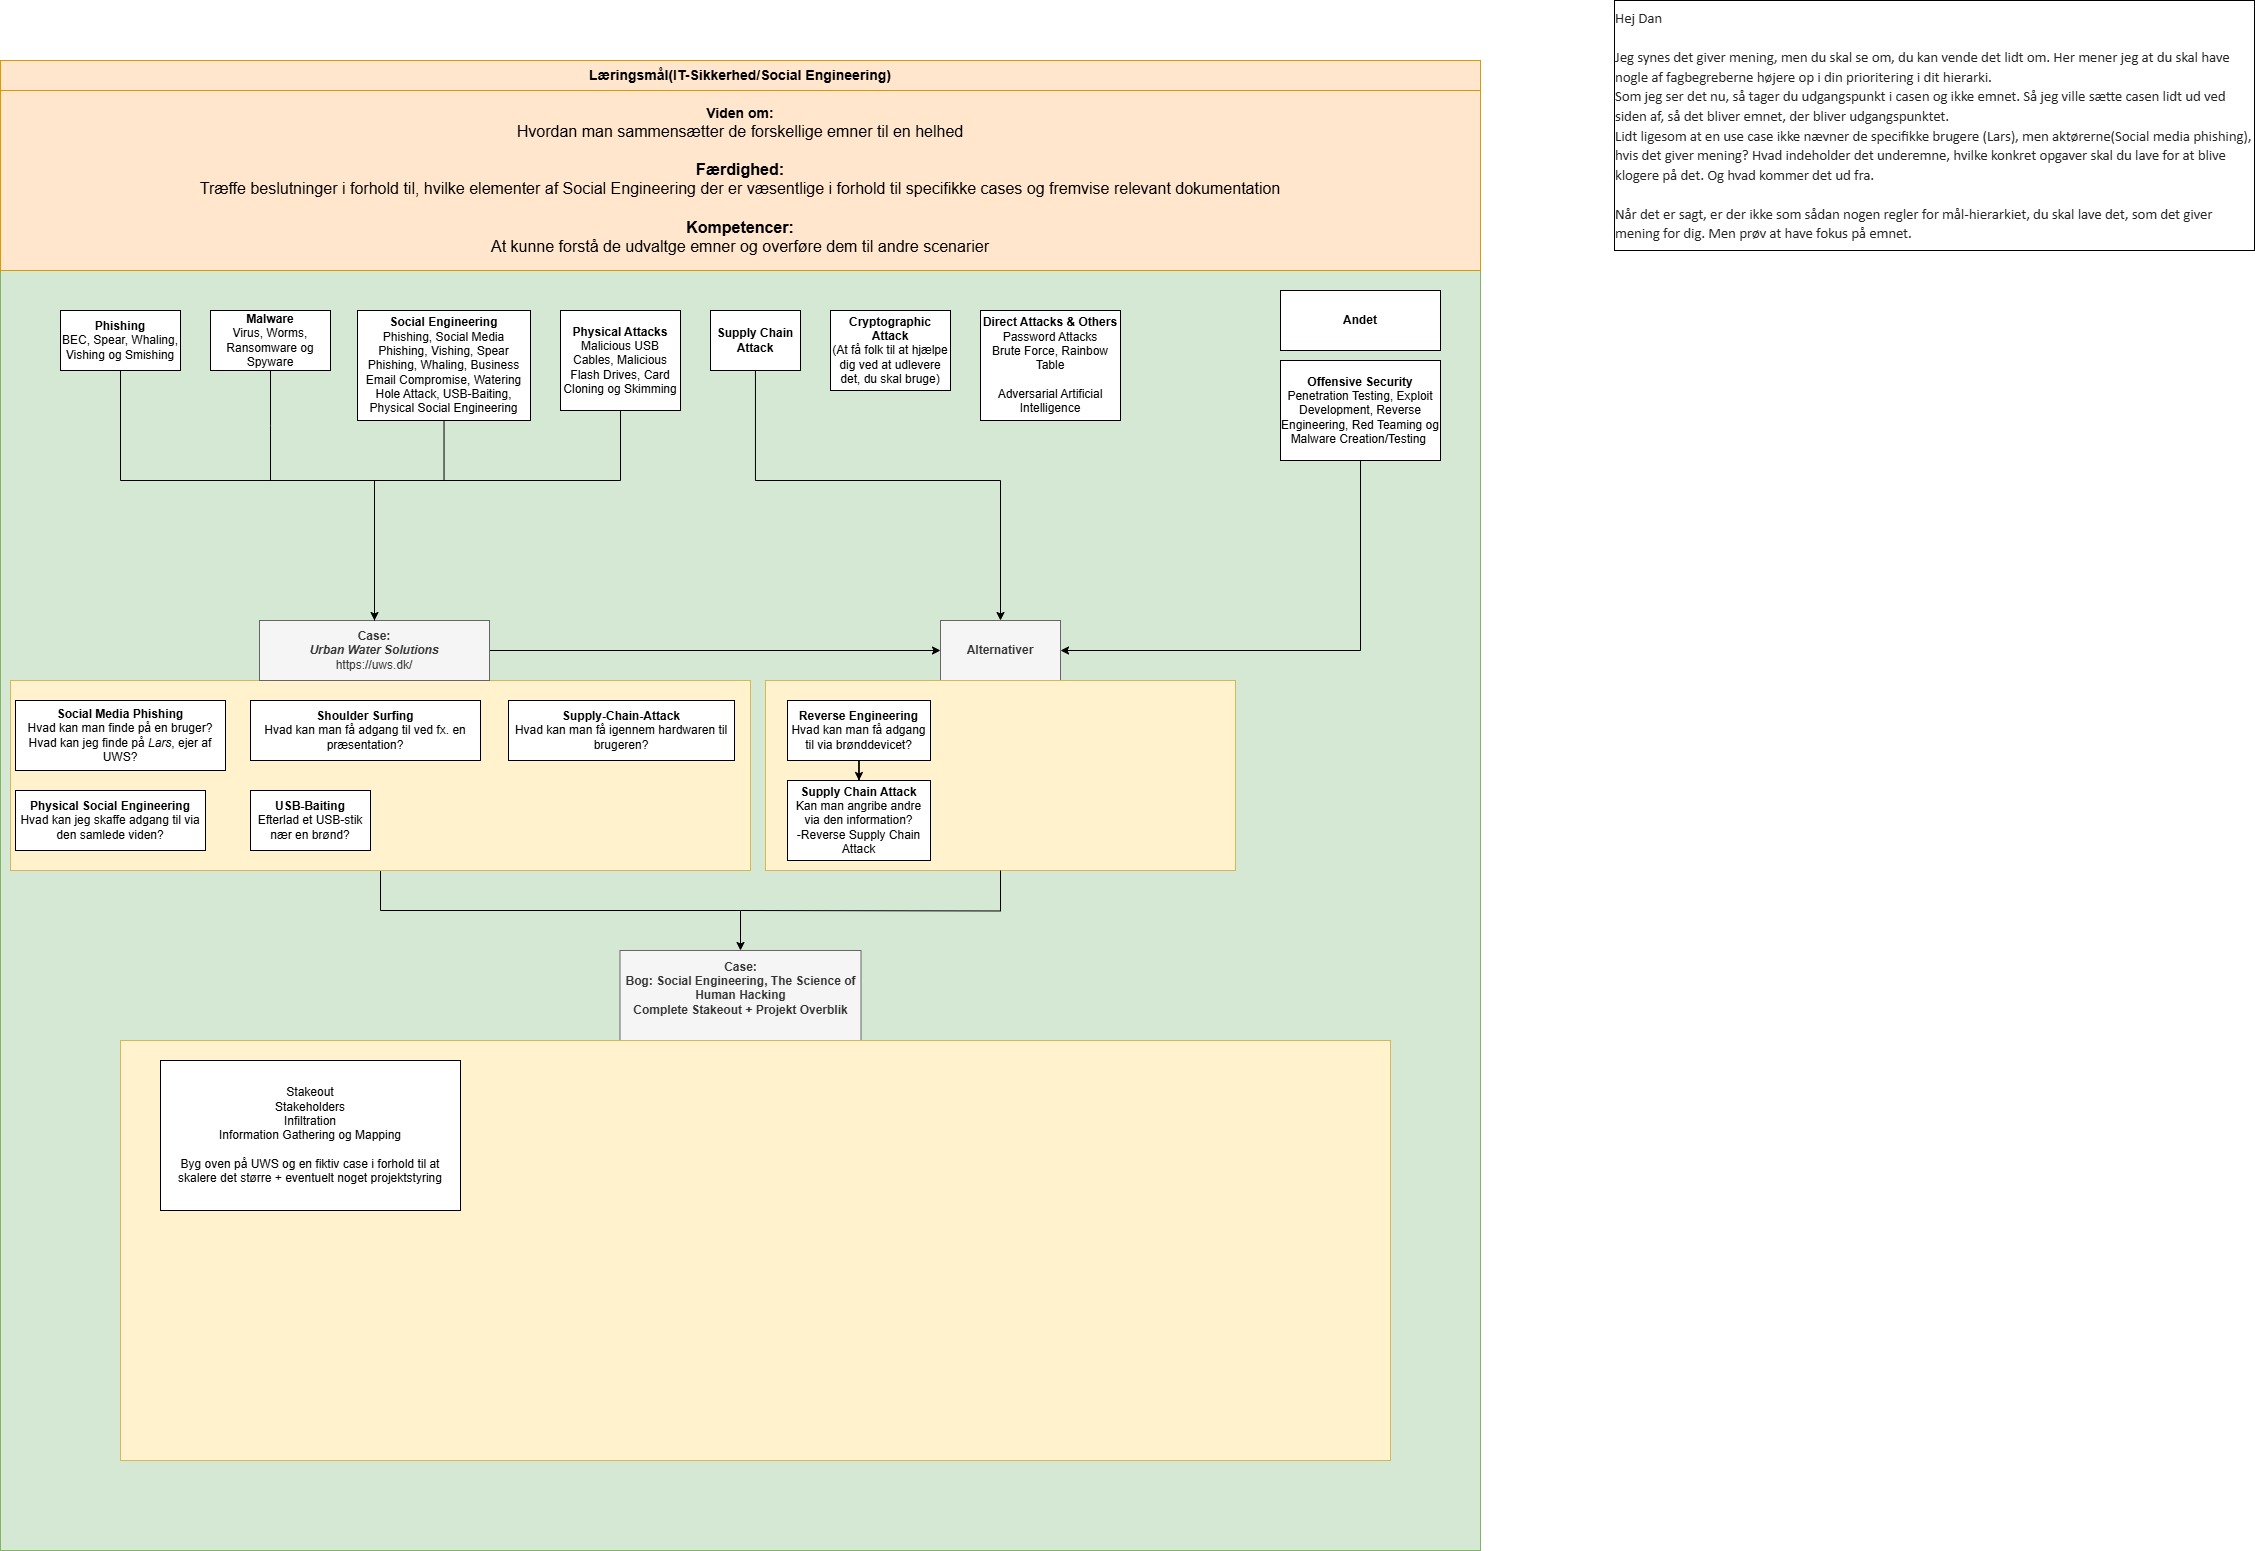 Hej Dan
Jeg synes det giver mening, men du skal se om, du kan vende det lidt om. Her mener jeg at du skal have
nogle af fagbegreberne højere op i din prioritering i dit hierarki.
Som jeg ser det nu, så tager du udgangspunkt i casen og ikke emnet. Så jeg ville sætte casen lidt ud ved
siden af, så det bliver emnet, der bliver udgangspunktet.
Lidt ligesom at en use case ikke nævner de specifikke brugere (Lars), men aktørerne(Social media phishing),
hvis det giver mening? Hvad indeholder det underemne, hvilke konkret opgaver skal du lave for at blive
klogere på det. Og hvad kommer det ud fra.
Når det er sagt, er der ikke som sådan nogen regler for mål-hierarkiet, du skal lave det, som det giver
mening for dig. Men prøv at have fokus på emnet.
Læringsmål(IT-Sikkerhed/Social Engineering)
Viden om:
Hvordan man sammensætter de forskellige emner til en helhed
Færdighed:
Træffe beslutninger i forhold til, hvilke elementer af Social Engineering der er væsentlige i forhold til specifikke cases og fremvise relevant dokumentation
Kompetencer:
At kunne forstå de udvaltge emner og overføre dem til andre scenarier
Phishing
BEC, Spear, Whaling,
Vishing og Smishing
Malware
Virus, Worms,
Ransomware og
Spyware
Social Engineering
Phishing, Social Media
Phishing, Vishing, Spear
Phishing, Whaling, Business
Email Compromise, Watering
Hole Attack, USB-Baiting,
Physical Social Engineering
Physical Attacks
Malicious USB
Cables, Malicious
Flash Drives, Card
Cloning og Skimming
Supply Chain
Attack
Cryptographic
Attack
(At få folk til at hjælpe
dig ved at udlevere
det, du skal bruge)
Direct Attacks & Others
Password Attacks
Brute Force, Rainbow
Table
Adversarial Artificial
Intelligence
Andet
Offensive Security
Penetration Testing, Exploit
Development, Reverse
Engineering, Red Teaming og
Malware Creation/Testing
Case:
Urban Water Solutions
https://uws.dk/
Alternativer
Social Media Phishing
Hvad kan man finde på en bruger?
Hvad kan jeg finde på Lars, ejer af
UWS?
Shoulder Surfing
Hvad kan man få adgang til ved fx. en
præsentation?
Supply-Chain-Attack
Hvad kan man få igennem hardwaren til
brugeren?
Physical Social Engineering
Hvad kan jeg skaffe adgang til via
den samlede viden?
USB-Baiting
Efterlad et USB-stik
nær en brønd?
Reverse Engineering
Hvad kan man få adgang
til via brønddevicet?
Supply Chain Attack
Kan man angribe andre
via den information?
-Reverse Supply Chain
Attack
Case:
Bog: Social Engineering, The Science of
Human Hacking
Complete Stakeout + Projekt Overblik
Stakeout
Stakeholders
Infiltration
Information Gathering og Mapping
Byg oven på UWS og en fiktiv case i forhold til at
skalere det større + eventuelt noget projektstyring